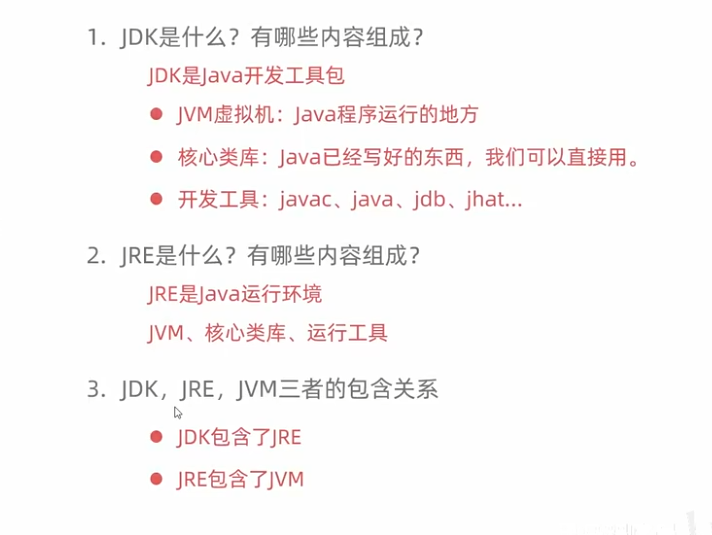 1. JDK是什么？有哪些内容组成？
JDK是Java开发工具包
● JVM虚拟机：Java程序运行的地方
● 核心类库：Java已经写好的东西，我们可以直接用。
● 开发工具：javac、java、jdb、jhat...
2. JRE是什么？有哪些内容组成？
JRE是Java运行环境
JVM、核心类库、运行工具
3. JDK，JRE，JVM三者的包含关系
● JDK包含了JRE
● JRE包含了JVM